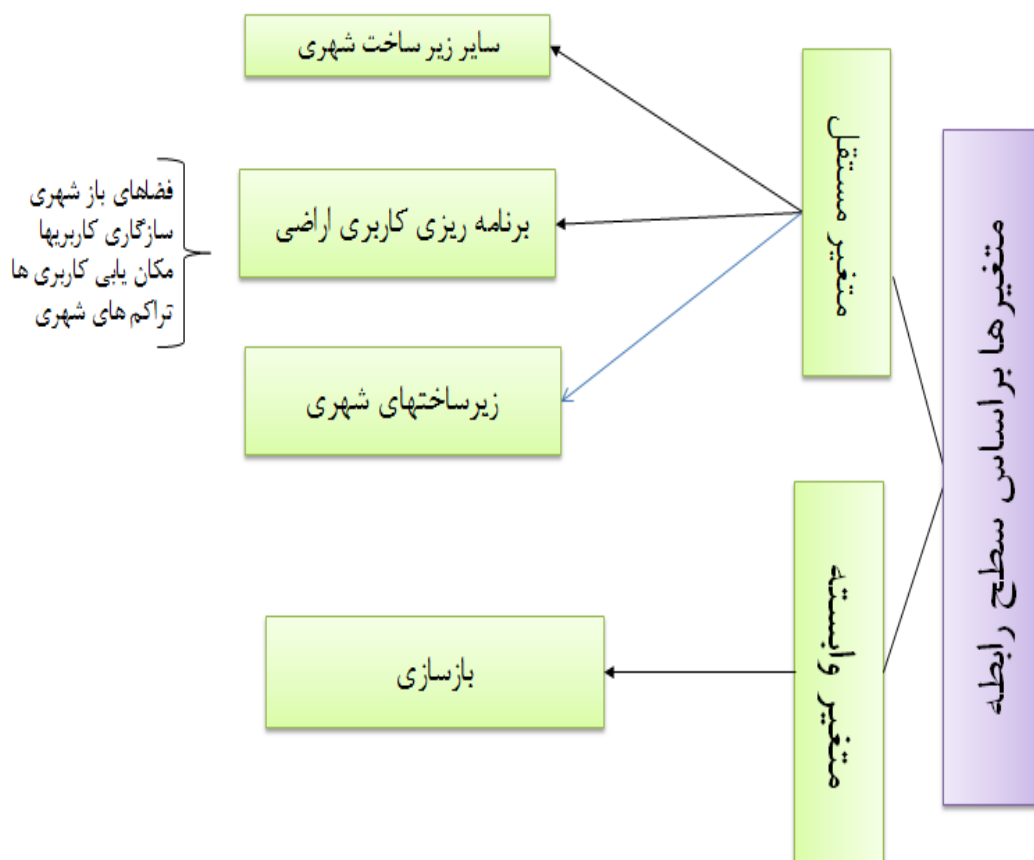 متغیرها براساس سطح رابطه
متغیر مستقل
سایر زیر ساخت شهری
برنامه ریزی کاربری اراضی
فضاهای باز شهری
سازگاری کاربریها
مکان یابی کاربری ها
تراکم های شهری
زیرساختهای شهری
متغیر وابسته
بازسازی